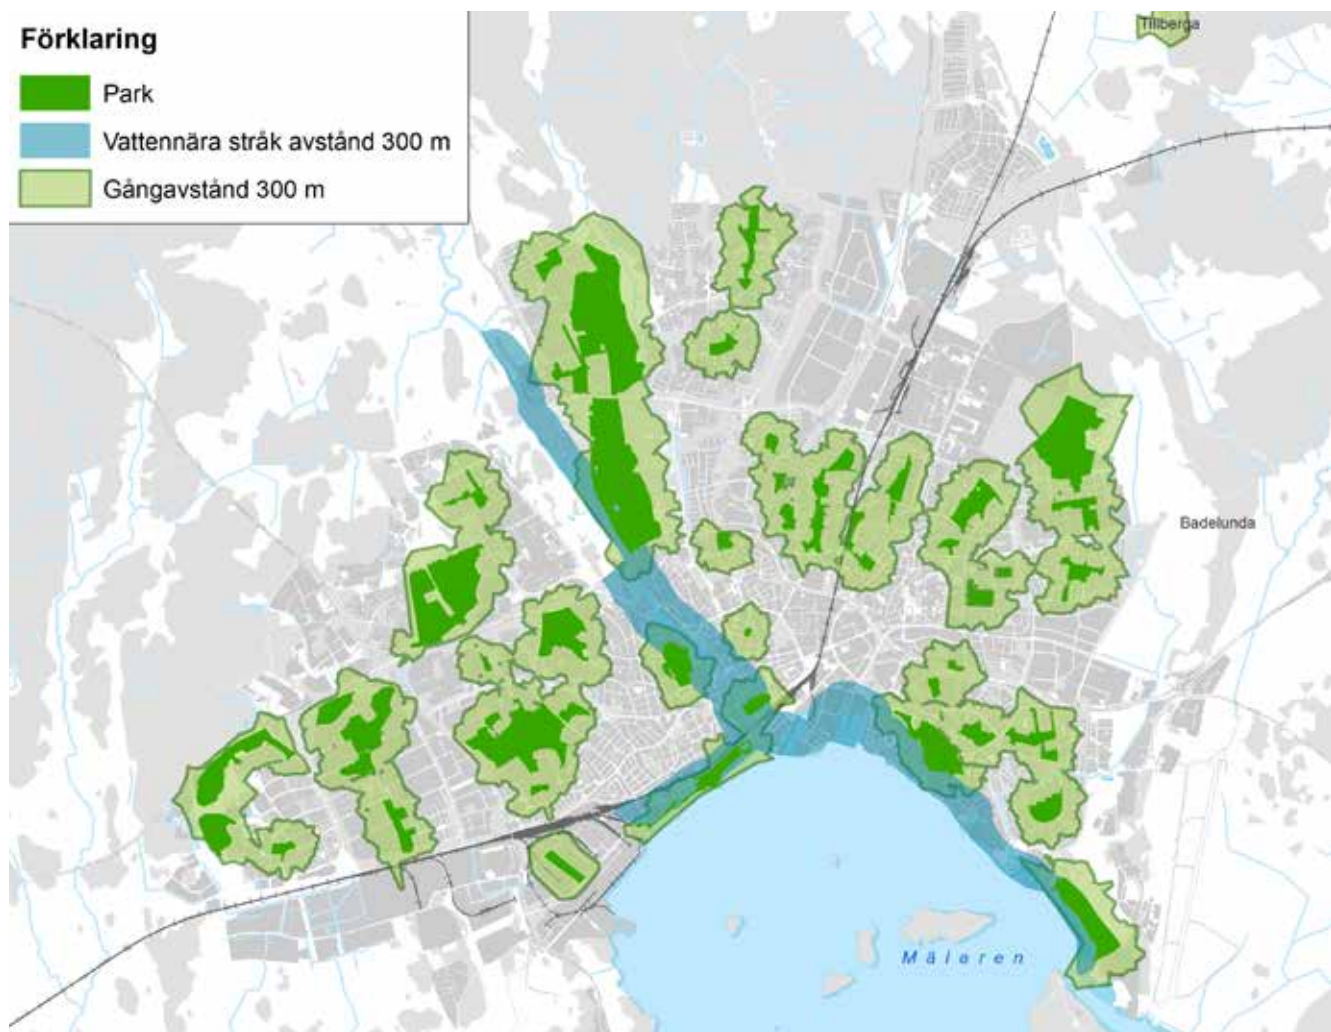 Förklaring
Park
Vattennära stråk avstånd 300 m
Gångavstånd 300 m
Tillberga
Badelunda
Mälaren